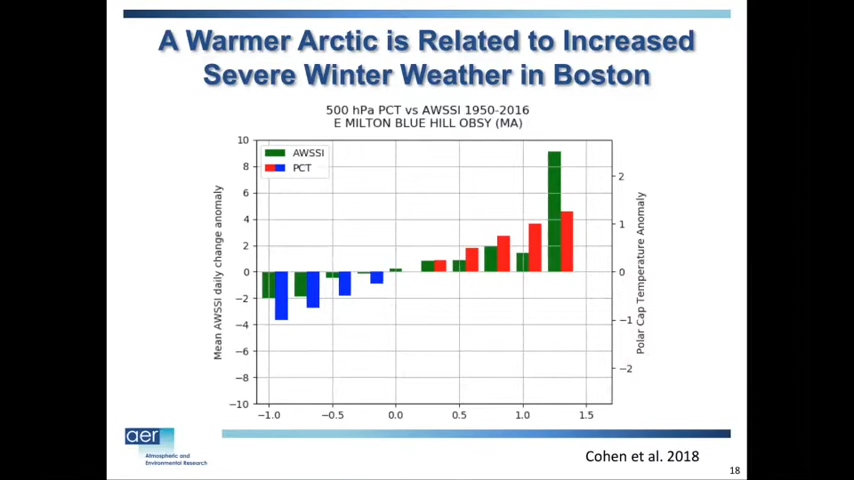 A Warmer Arctic is Related to Increased
Severe Winter Weather in Boston
500 hPa PCT vs AWSSI 1950-2016
E MILTON BLUE HILL OBSY (MA)
AWSSI
PCT
Mean AWSSI daily change anomaly
10
8
6
4
2
0
−2
−4
−6
−8
−10
2
1
0
−1
−2
Polar Cap Temperature Anomaly
−1.0 −0.5 0.0 0.5 1.0 1.5
aer
Atmospheric and
Environmental Research
Cohen et al. 2018
18